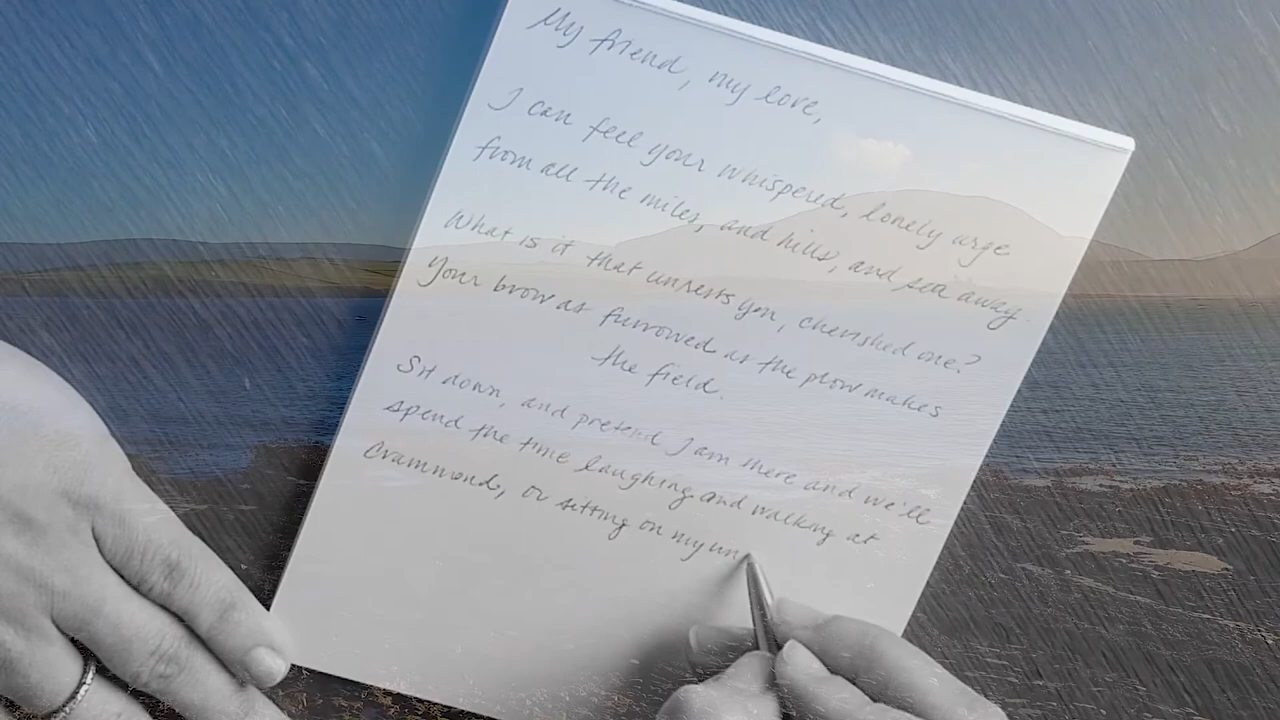 My friend, my love,
I can feel your whispered, lonely urge
from all the miles, and hills, and sea away.
What is it that unrests you, cherished one?
Your brow as furrowed as the plow makes
the field.
Sit down, and pretend I am there and we'll
spend the time laughing and walking at
Crammond, or sitting on my un